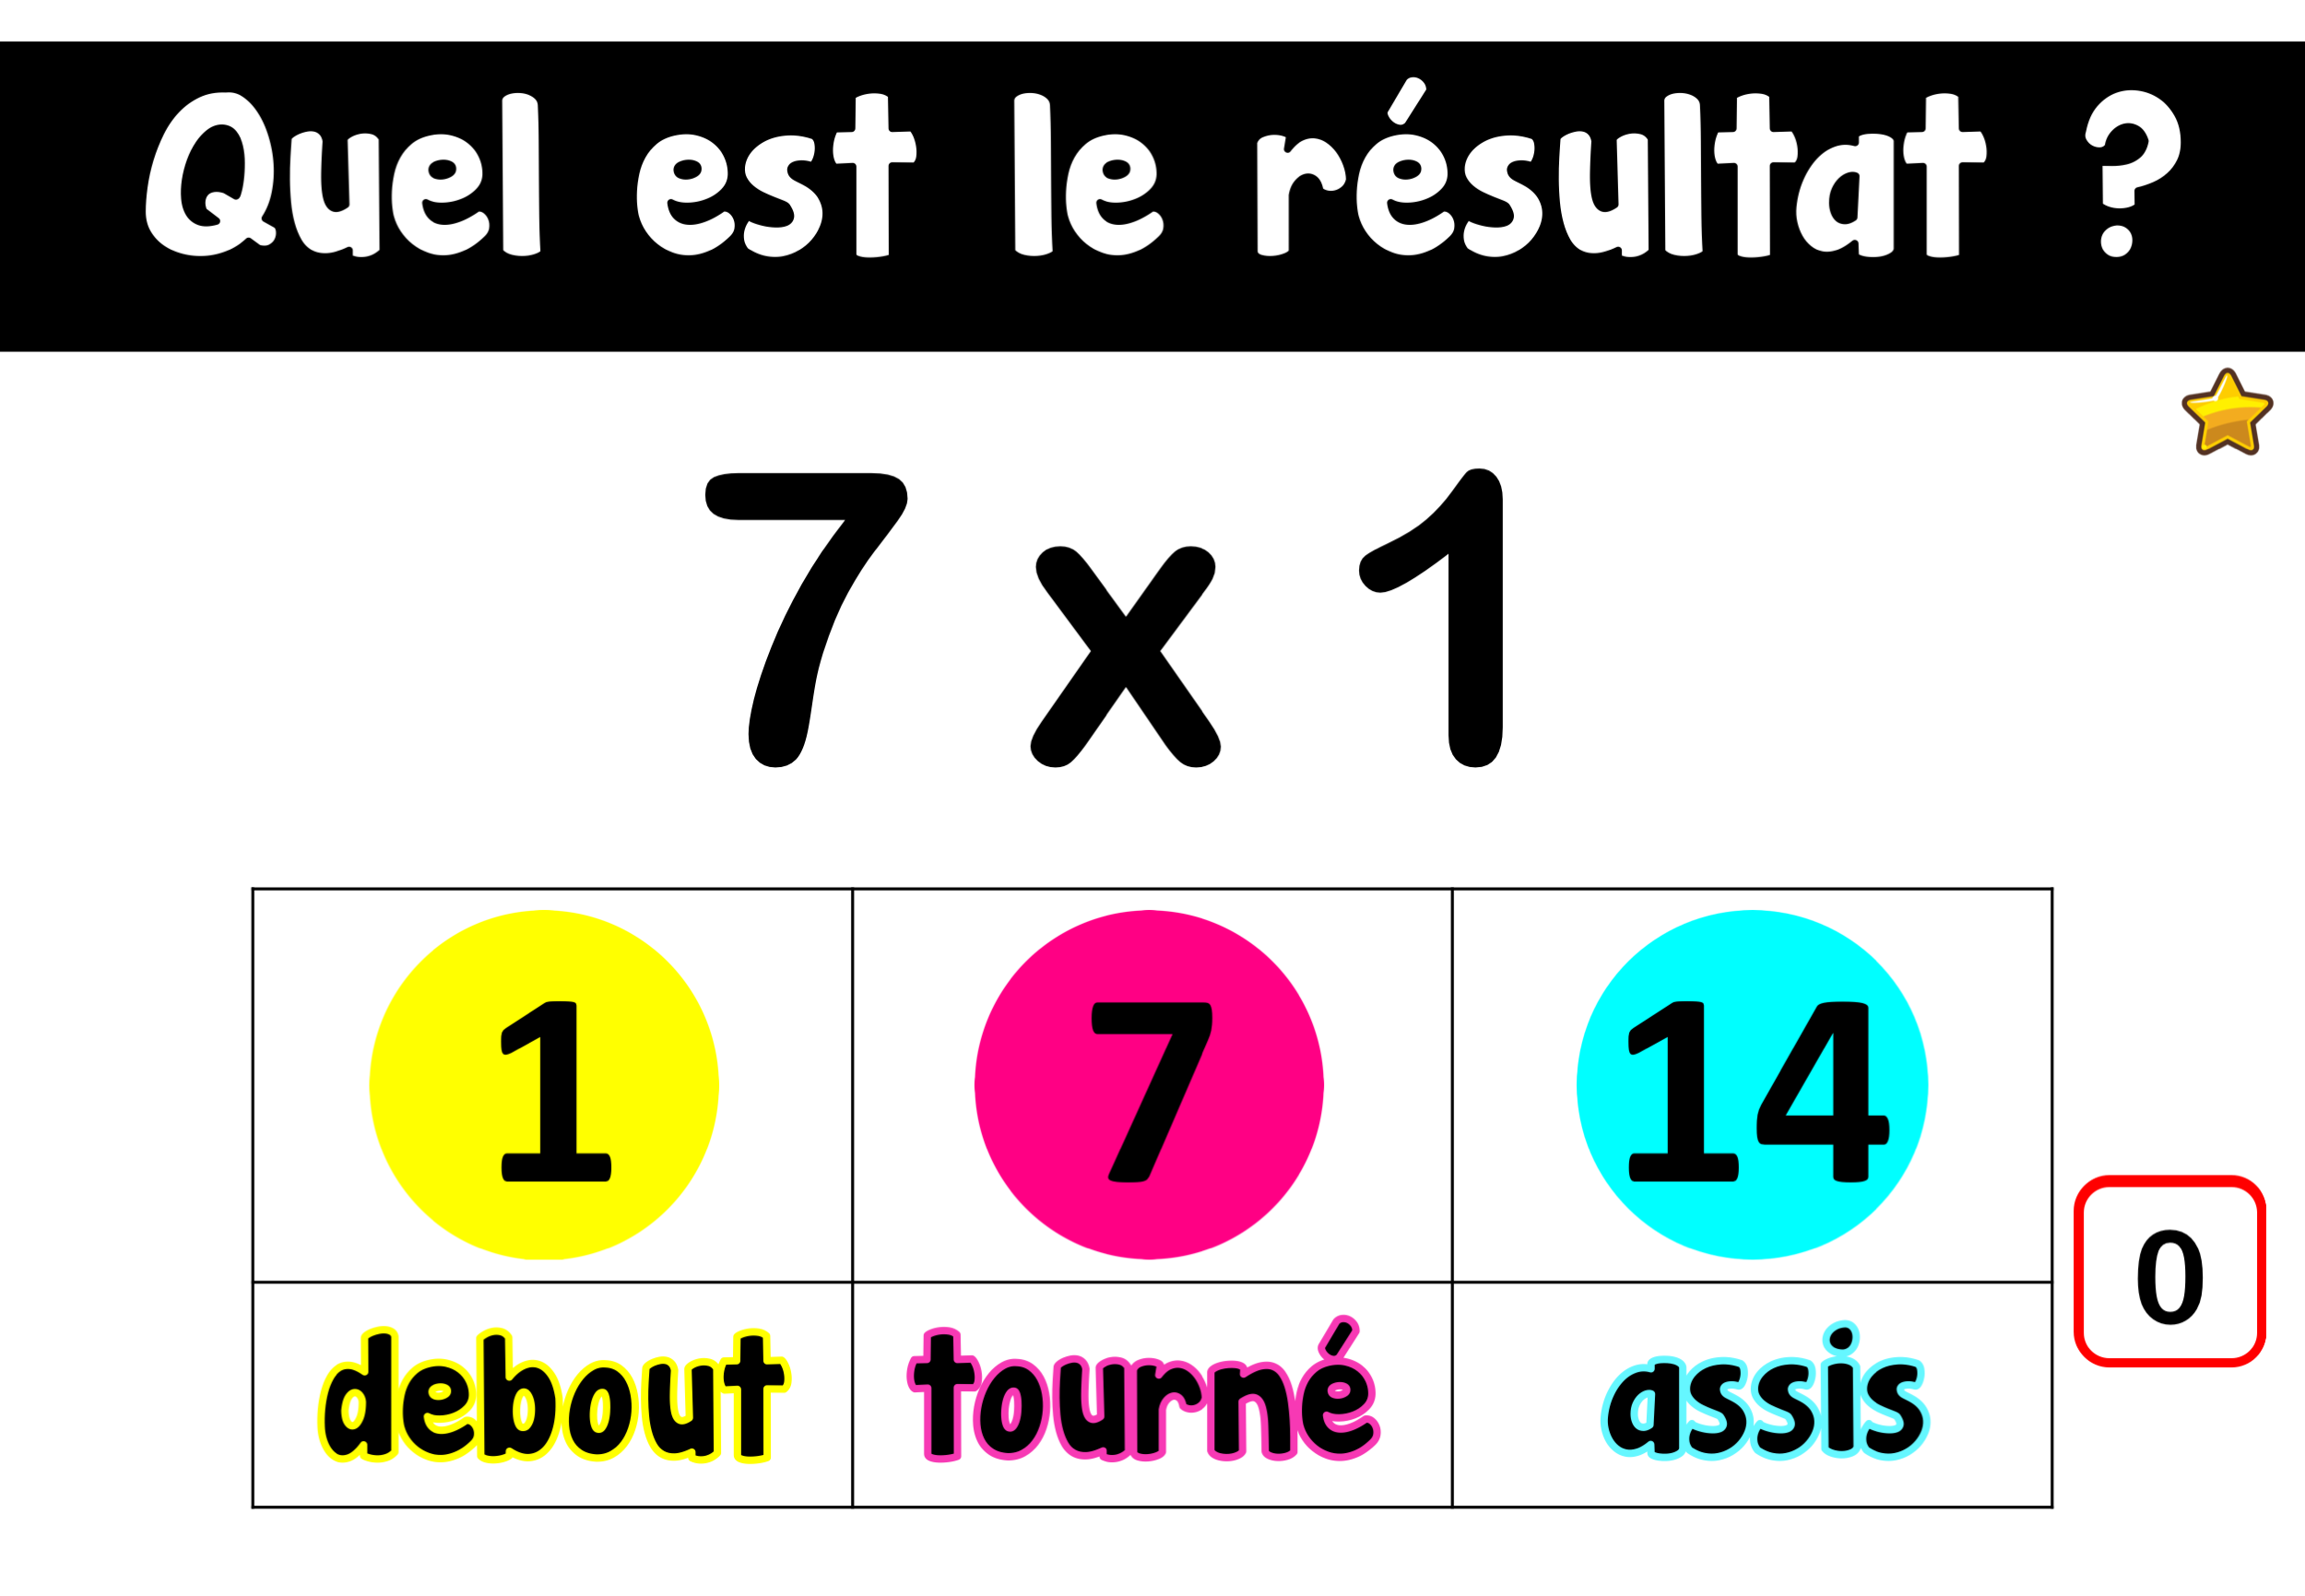 Quel est le résultat ?
7 x 1
1 7 14
0
debout tourné assis